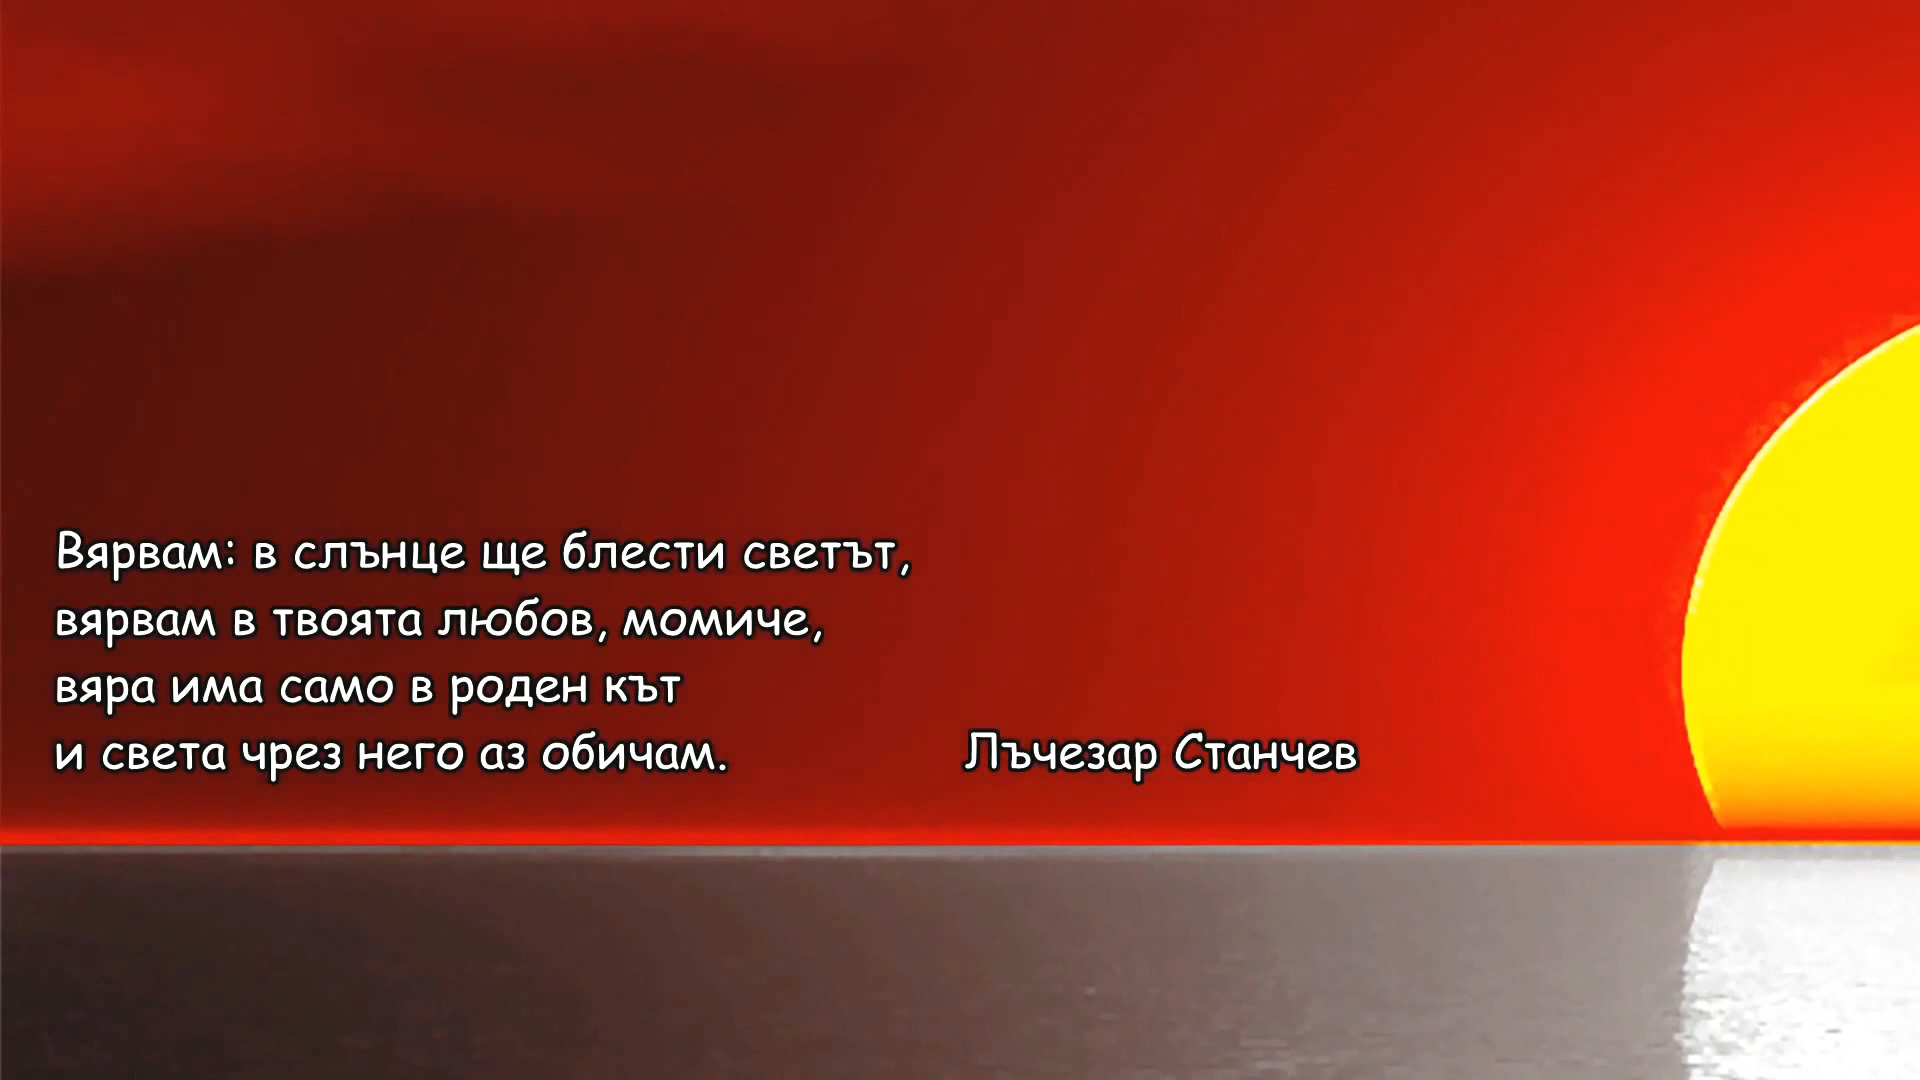 Вярвам: в слънце ще блести светът,
вярвам в твоята любов, момиче,
вяра има само в роден кът
и света чрез него аз обичам.
Лъчезар Станчев